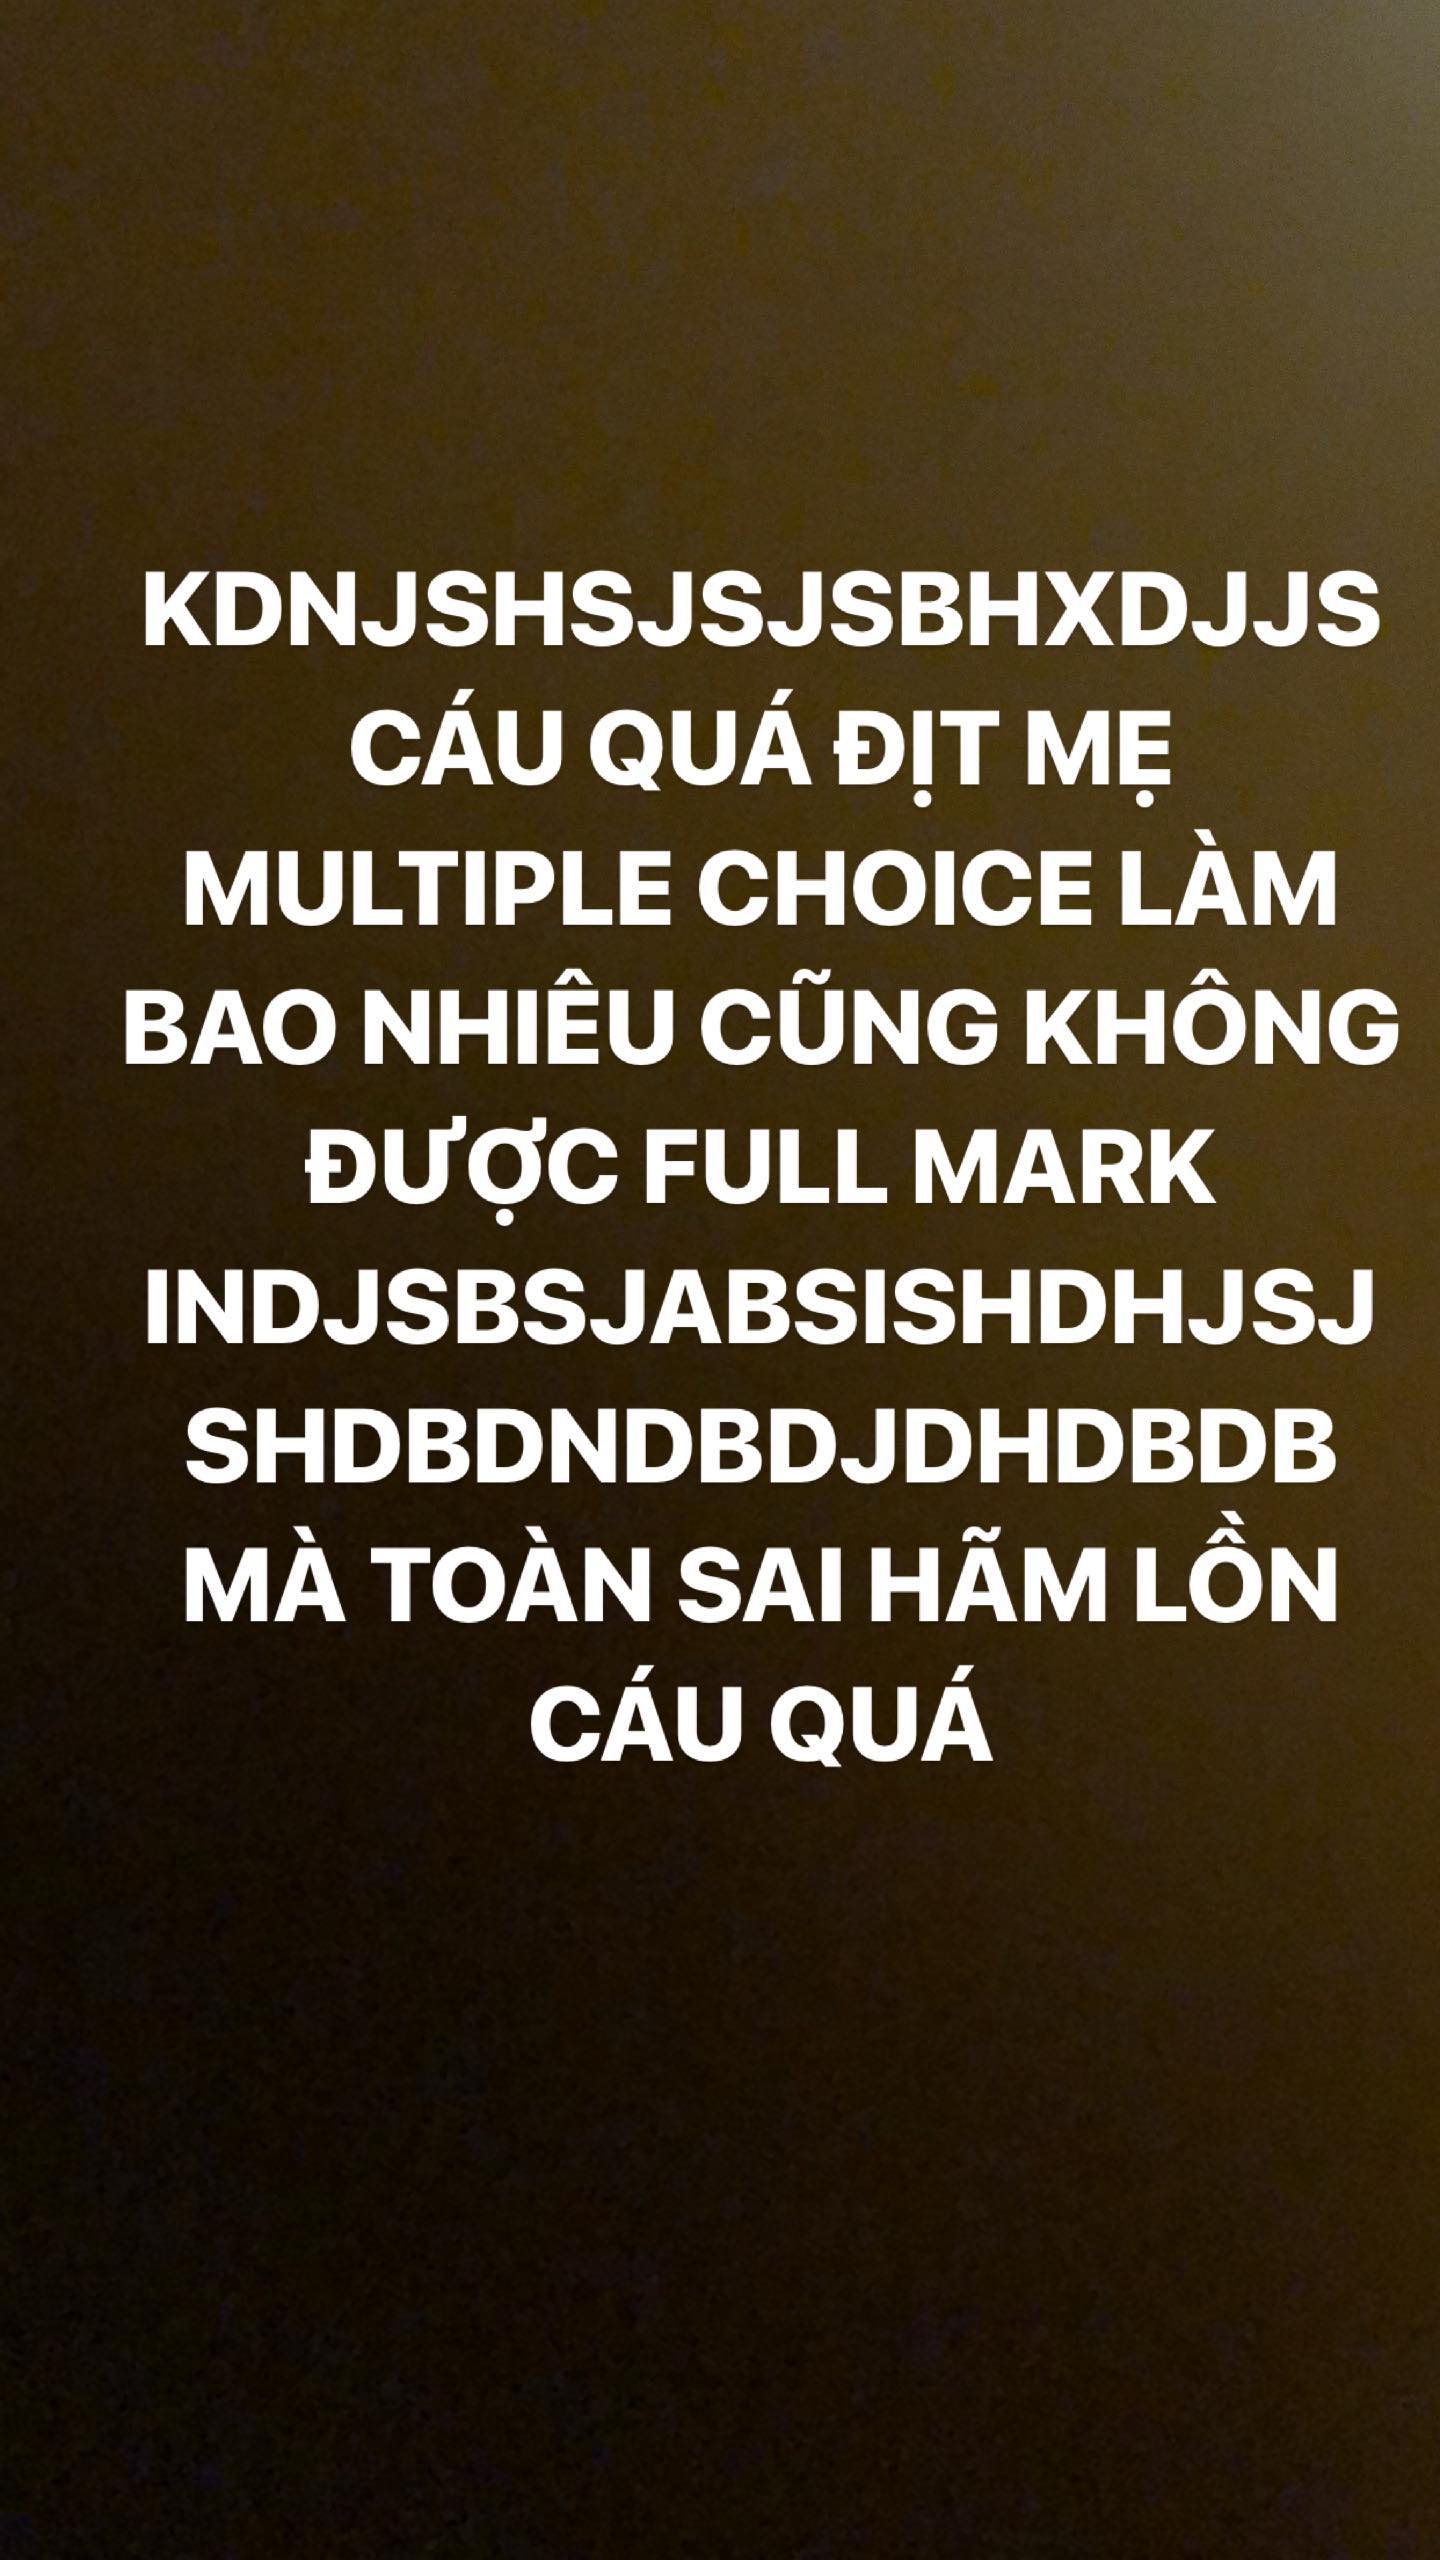 KDNJSHSJSJSBHXDJJS
CÁU QUÁ ĐỊT MẸ
MULTIPLE CHOICE LÀM
BAO NHIÊU CŨNG KHÔNG
ĐƯỢC FULL MARK
INDJSBSJABSISHDHJSJ
SHDBDNDBDJDHDBDB
MÀ TOÀN SAI HÃM LỒN
CÁU QUÁ